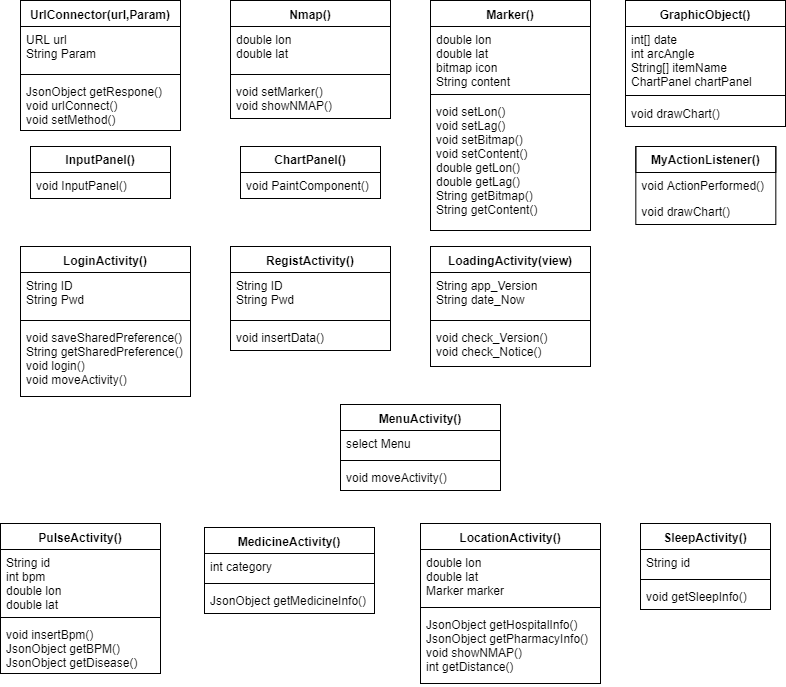 UrlConnector(url,Param)
URL url
String Param
JsonObject getRespone()
void urlConnect()
void setMethod()
Nmap()
double lon
double lat
void setMarker()
void showNMAP()
Marker()
double lon
double lat
bitmap icon
String content
void setLon()
void setLag()
void setBitmap()
void setContent()
double getLon()
double getLag()
String getBitmap()
String getContent()
GraphicObject()
int[] date
int arcAngle
String[] itemName
ChartPanel chartPanel
void drawChart()
InputPanel()
void InputPanel()
ChartPanel()
void PaintComponent()
MyActionListener()
void ActionPerformed()
void drawChart()
LoginActivity()
String ID
String Pwd
void saveSharedPreference()
String getSharedPreference()
void login()
void moveActivity()
RegistActivity()
String ID
String Pwd
void insertData()
LoadingActivity(view)
String app_Version
String date_Now
void check_Version()
void check_Notice()
MenuActivity()
select Menu
void moveActivity()
PulseActivity()
String id
int bpm
double lon
double lat
void insertBpm()
JsonObject getBPM()
JsonObject getDisease()
MedicineActivity()
int category
JsonObject getMedicineInfo()
LocationActivity()
double lon
double lat
Marker marker
JsonObject getHospitalInfo()
JsonObject getPharmacyInfo()
void showNMAP()
int getDistance()
SleepActivity()
String id
void getSleepInfo()